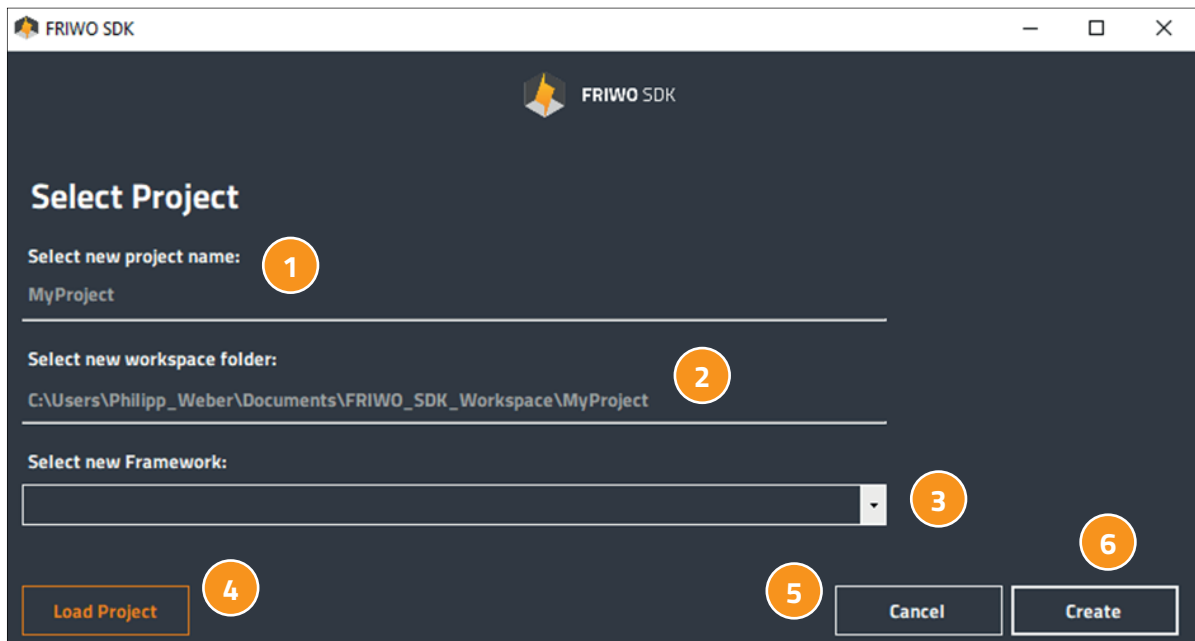 FRIWO SDK
FRIWO SDK
Select Project
Select new project name:
1
MyProject
Select new workspace folder:
2
C:\Users\Philipp_Weber\Documents\FRIWO_SDK_Workspace\MyProject
Select new Framework:
3
4
5
6
Load Project
Cancel
Create